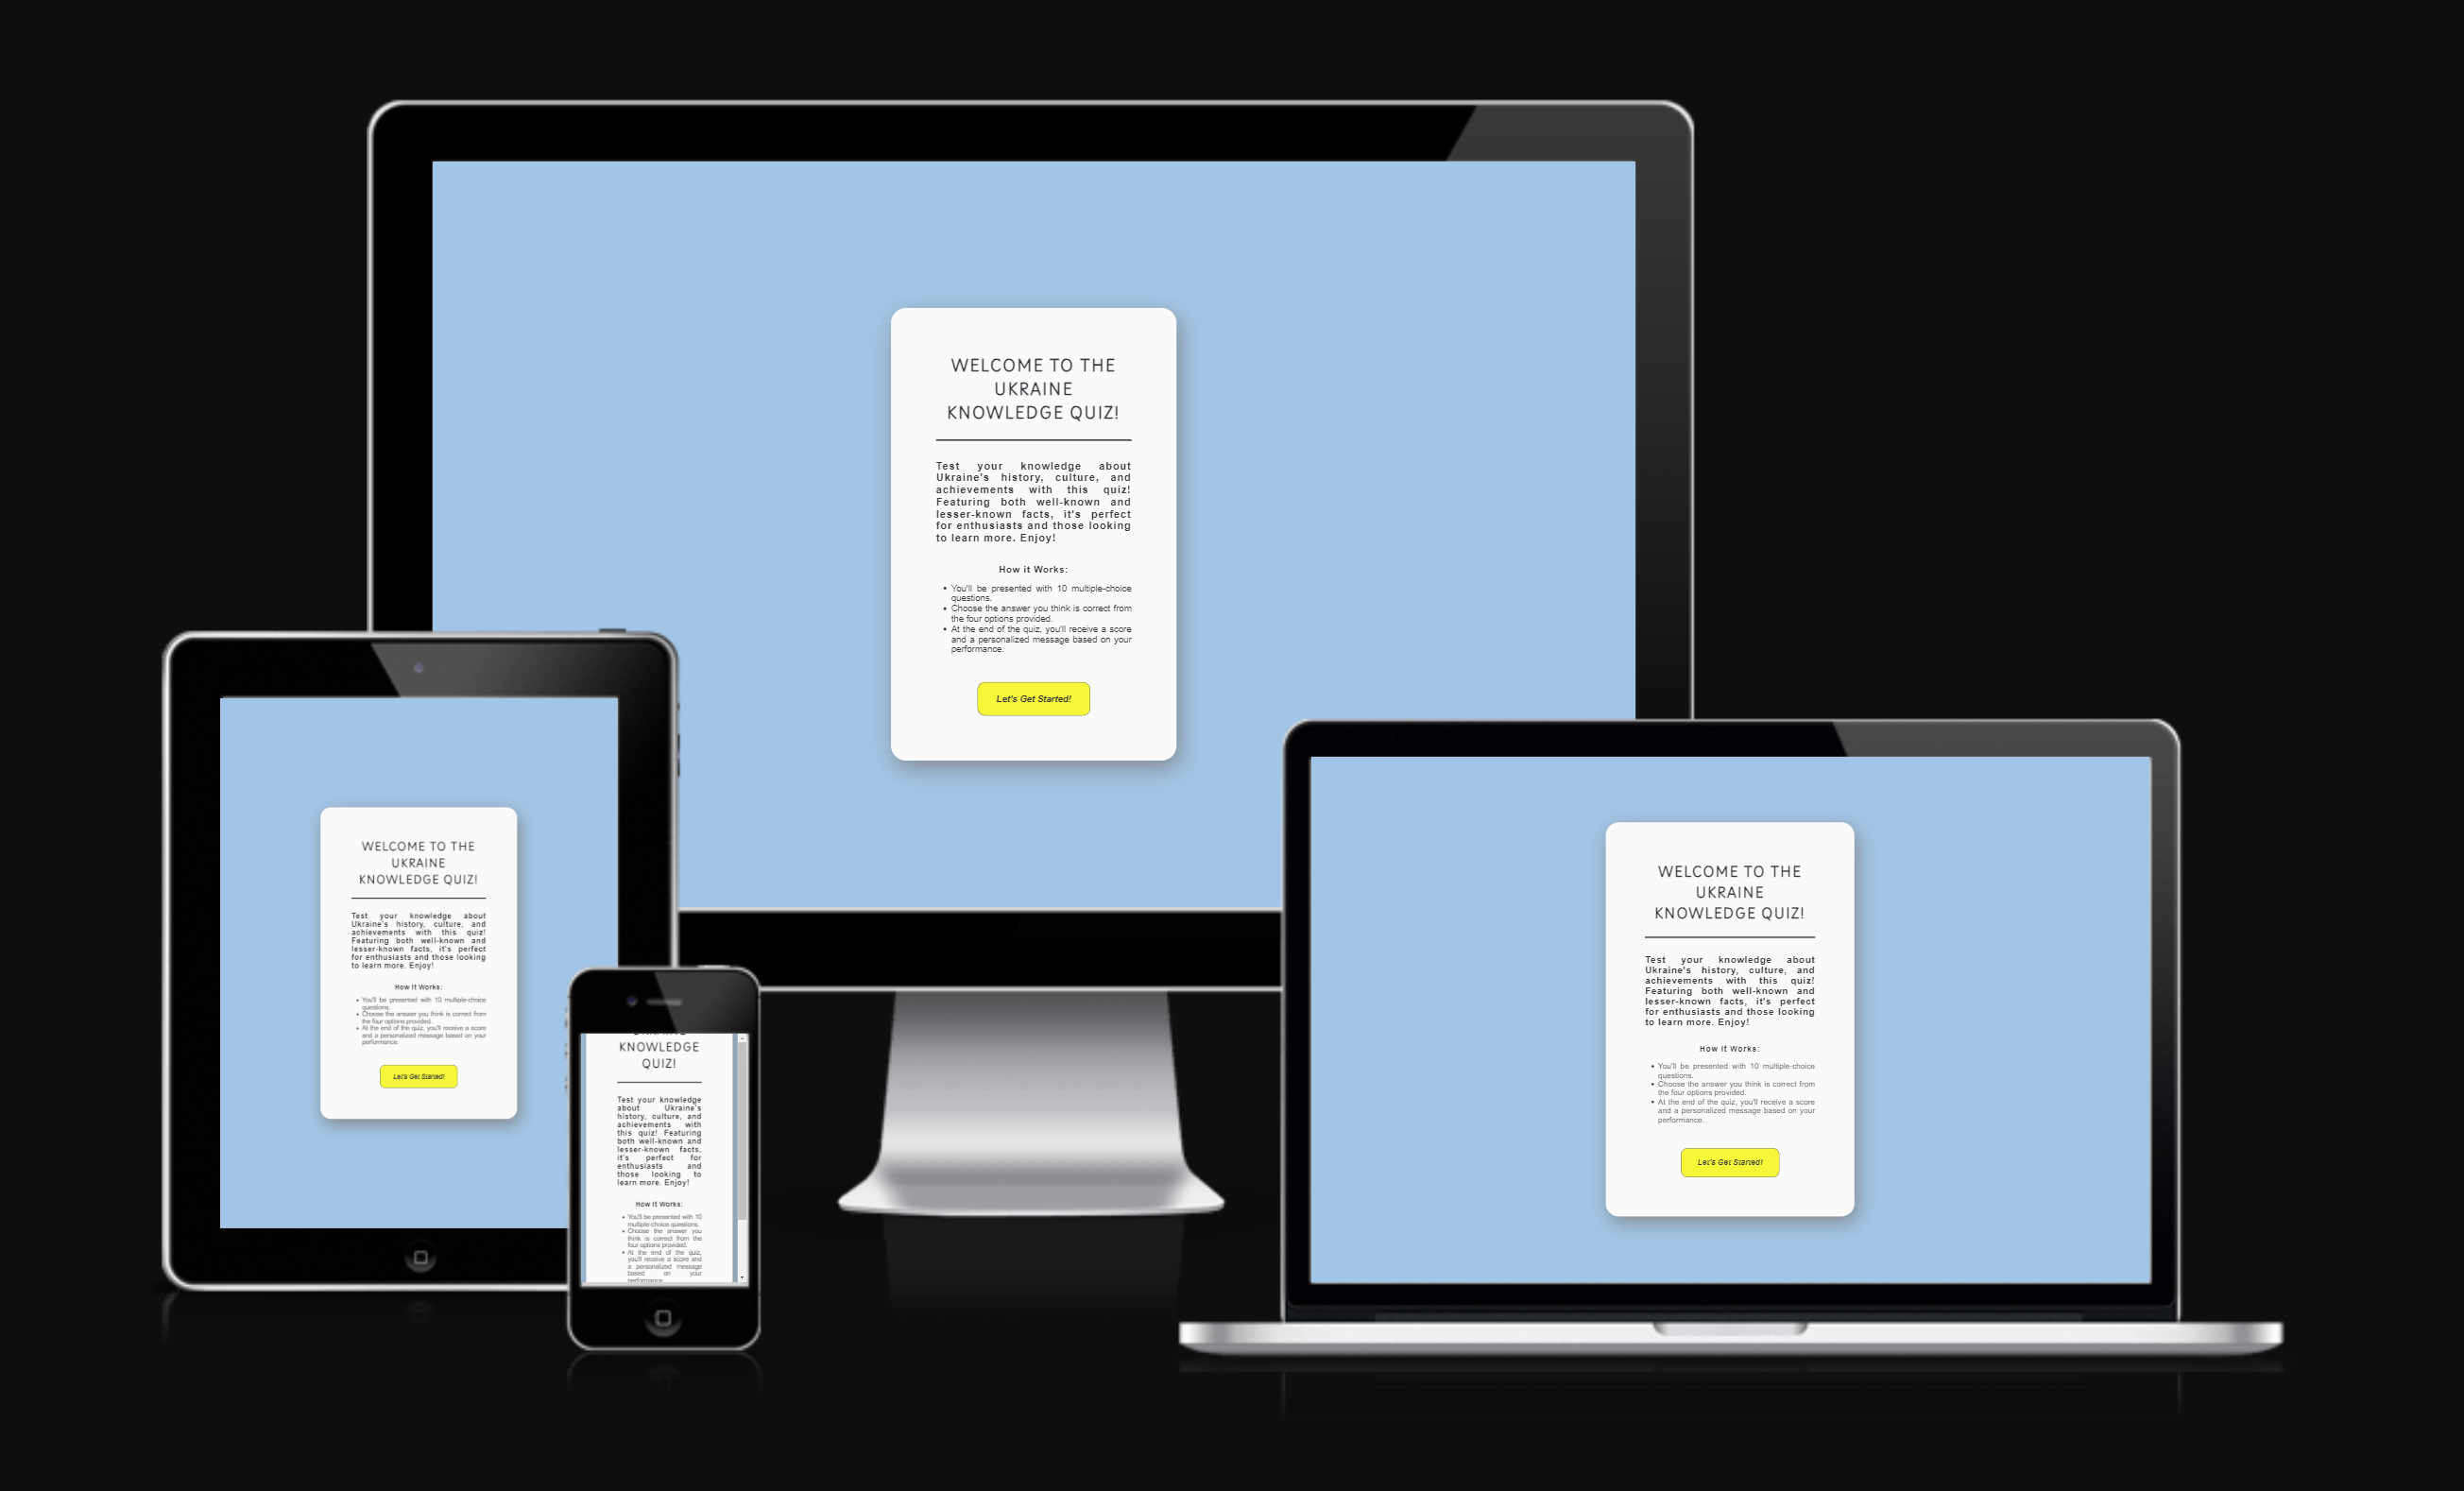 WELCOME TO THE
UKRAINE
KNOWLEDGE QUIZ!
Test your knowledge about
Ukraine's history, culture, and
achievements with this quiz!
Featuring both well-known and
lesser-known facts, it's perfect
for enthusiasts and those looking
to learn more. Enjoy!
How it Works:
• You'll be presented with 10 multiple-choice
questions.
• Choose the answer you think is correct from
the four options provided.
• At the end of the quiz, you'll receive a score
and a personalized message based on your
performance.
Let's Get Started!
WELCOME TO THE
UKRAINE
KNOWLEDGE QUIZ!
Test your knowledge about
Ukraine's history, culture, and
achievements with this quiz!
Featuring both well-known and
lesser-known facts, it's perfect
for enthusiasts and those looking
to learn more. Enjoy!
How It Works:
• You'll be presented with 10 multiple-choice
questions.
• Choose the answer you think is correct from
the four options provided.
• At the end of the quiz, you'll receive a score
and a personalized message based on your
performance.
Let's Get Started!
KNOWLEDGE
QUIZ!
Test your knowledge
about Ukraine's
history, culture, and
achievements with
this quiz! Featuring
both well-known and
lesser-known facts,
it's perfect for
enthusiasts and
those looking to
learn more. Enjoy!
How It Works:
• You'll be presented with 10
multiple-choice questions.
• Choose the answer you
think is correct from the
four options provided.
• At the end of the quiz,
you'll receive a score and
a personalized message
based on your
performance.
WELCOME TO THE
UKRAINE
KNOWLEDGE QUIZ!
Test your knowledge about
Ukraine's history, culture, and
achievements with this quiz!
Featuring both well-known and
lesser-known facts, it's perfect
for enthusiasts and those looking
to learn more. Enjoy!
How It Works:
• You'll be presented with 10 multiple-choice
questions.
• Choose the answer you think is correct from
the four options provided.
• At the end of the quiz, you'll receive a score
and a personalized message based on your
performance.
Let's Get Started!